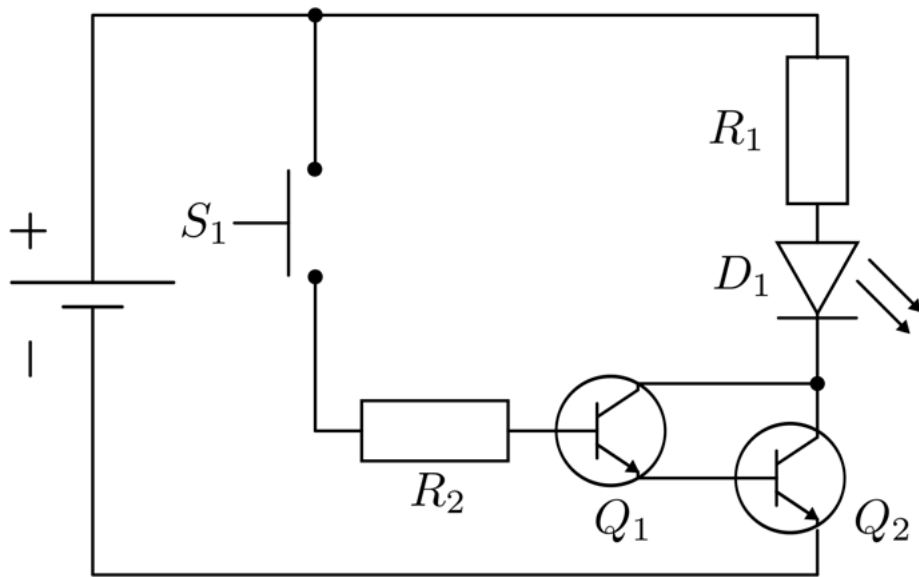 R₁
+
S₁
D₁
−
R₂
Q₁
Q₂